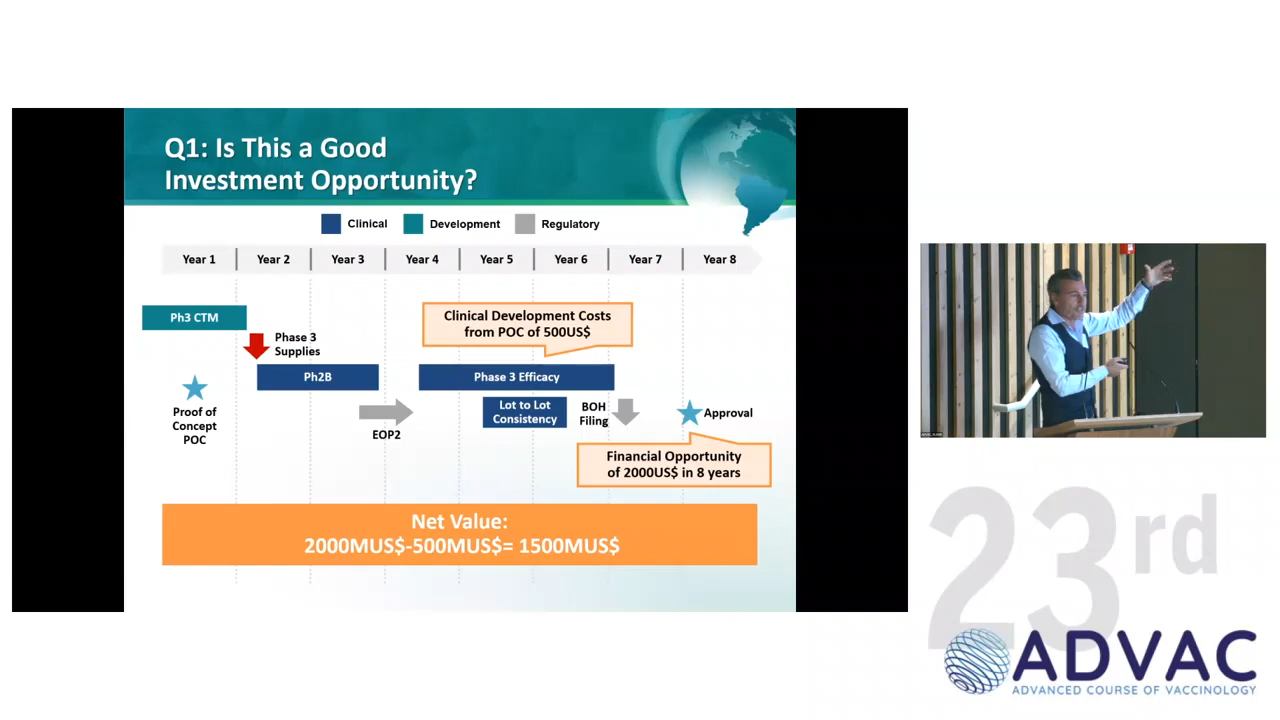 Q1: Is This a Good
Investment Opportunity?
Clinical
Development
Regulatory
Year 1
Year 2
Year 3
Year 4
Year 5
Year 6
Year 7
Year 8
Ph3 CTM
Phase 3
Supplies
Clinical Development Costs
from POC of 500US$
Ph2B
Phase 3 Efficacy
Proof of
Concept
POC
EOP2
Lot to Lot
Consistency
BOH
Filing
Approval
Financial Opportunity
of 2000US$ in 8 years
Net Value:
2000MUS$-500MUS$= 1500MUS$
23rd
ADVAC
ADVANCED COURSE OF VACCINOLOGY